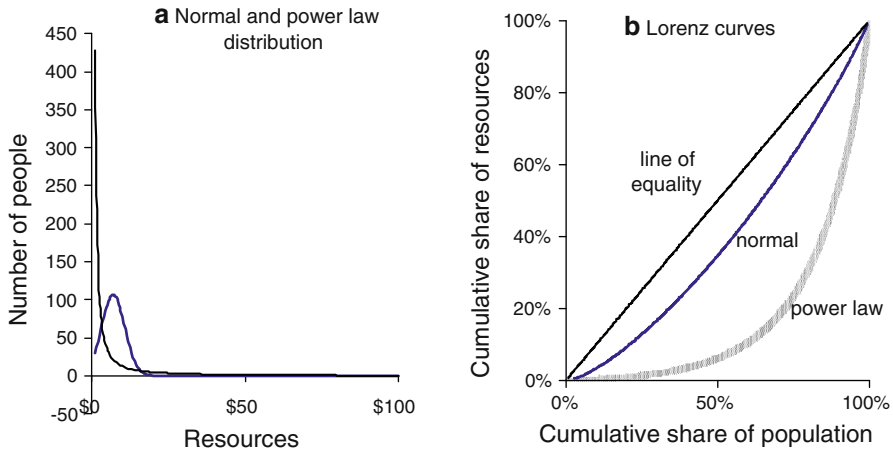 a Normal and power law
distribution
Number of people
450
400
350
300
250
200
150
100
50
0
-50
$0
$50
$100
Resources
b Lorenz curves
Cumulative share of resources
100%
80%
60%
40%
20%
0%
line of
equality
normal
power law
0%
50%
100%
Cumulative share of population